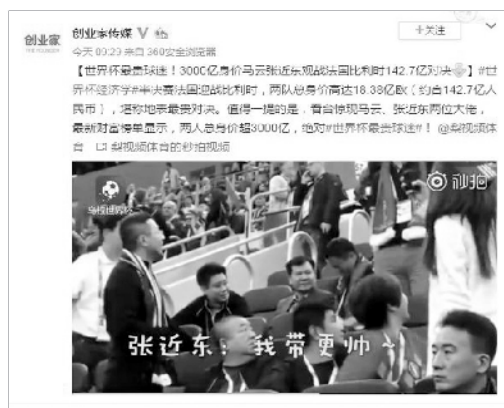 创业家传媒 V
+关注
创业家
今天 09:29 来自 360安全浏览器
【世界杯最贵球迷!3000亿身价马云张近东观战法国比利时142.7亿对决】#世
界杯经济学#半决赛法国迎战比利时,两队总身价高达18.38亿欧(约合142.7亿人
民币),堪称地表最贵对决。值得一提的是,看台惊现马云、张近东两位大佬,
最新财富榜单显示,两人总身价超3000亿,绝对#世界杯最贵球迷#! @梨视频体
育 梨视频体育的秒拍视频
秒拍
世界杯
张近东:我带更帅~